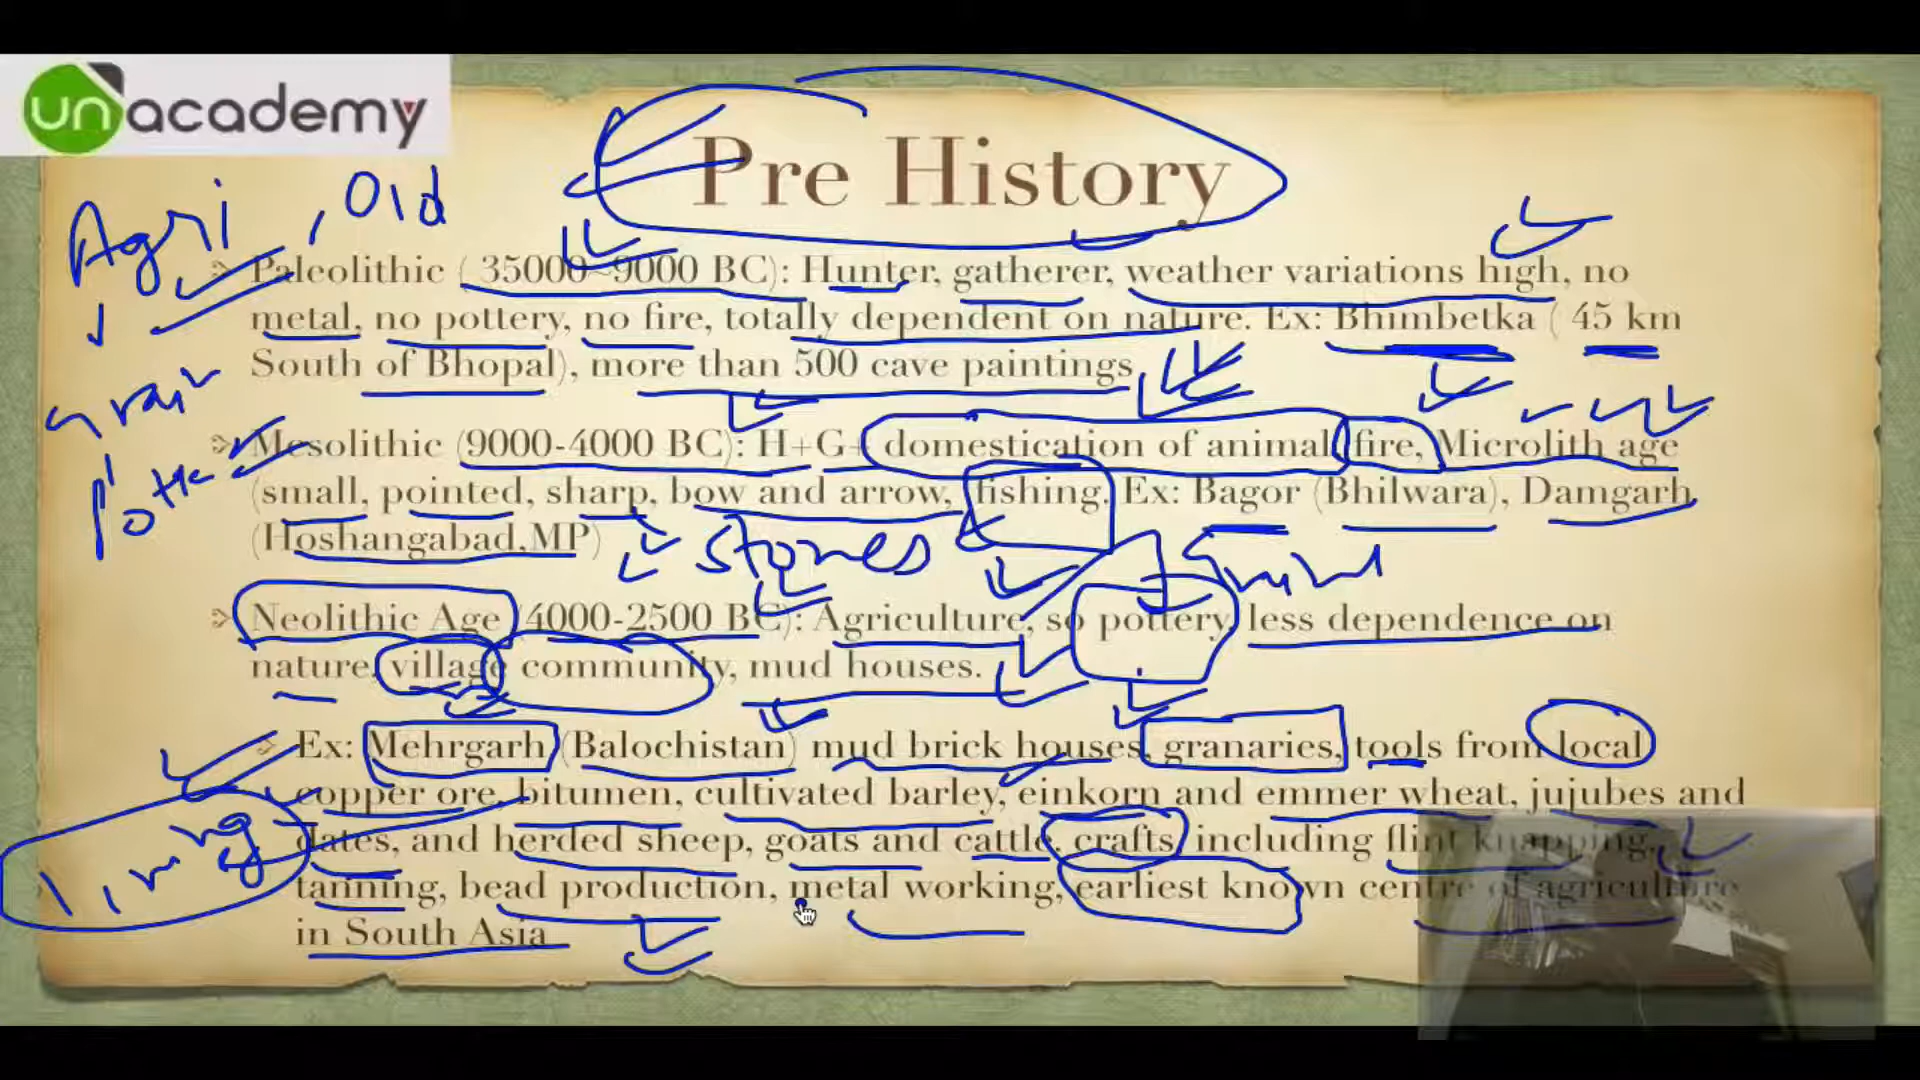 unacademy
Pre History
Agri , Old
Paleolithic ( 35000~9000 BC): Hunter, gatherer, weather variations high, no
metal, no pottery, no fire, totally dependent on nature. Ex: Bhimbetka ( 45 km
South of Bhopal), more than 500 cave paintings
Grain
Mesolithic (9000-4000 BC): H+G+ domestication of animal, fire, Microlith age
Potte
(small, pointed, sharp, bow and arrow, fishing. Ex: Bagor (Bhilwara), Damgarh
(Hoshangabad,MP)
stones
Neolithic Age (4000-2500 BC): Agriculture, so pottery, less dependence on
nature, village community, mud houses.
Ex: Mehrgarh (Balochistan) mud brick houses, granaries, tools from local
copper ore, bitumen, cultivated barley, einkorn and emmer wheat, jujubes and
dates, and herded sheep, goats and cattle, crafts, including flint knapping,
tanning, bead production, metal working, earliest known centre of agriculture
in South Asia